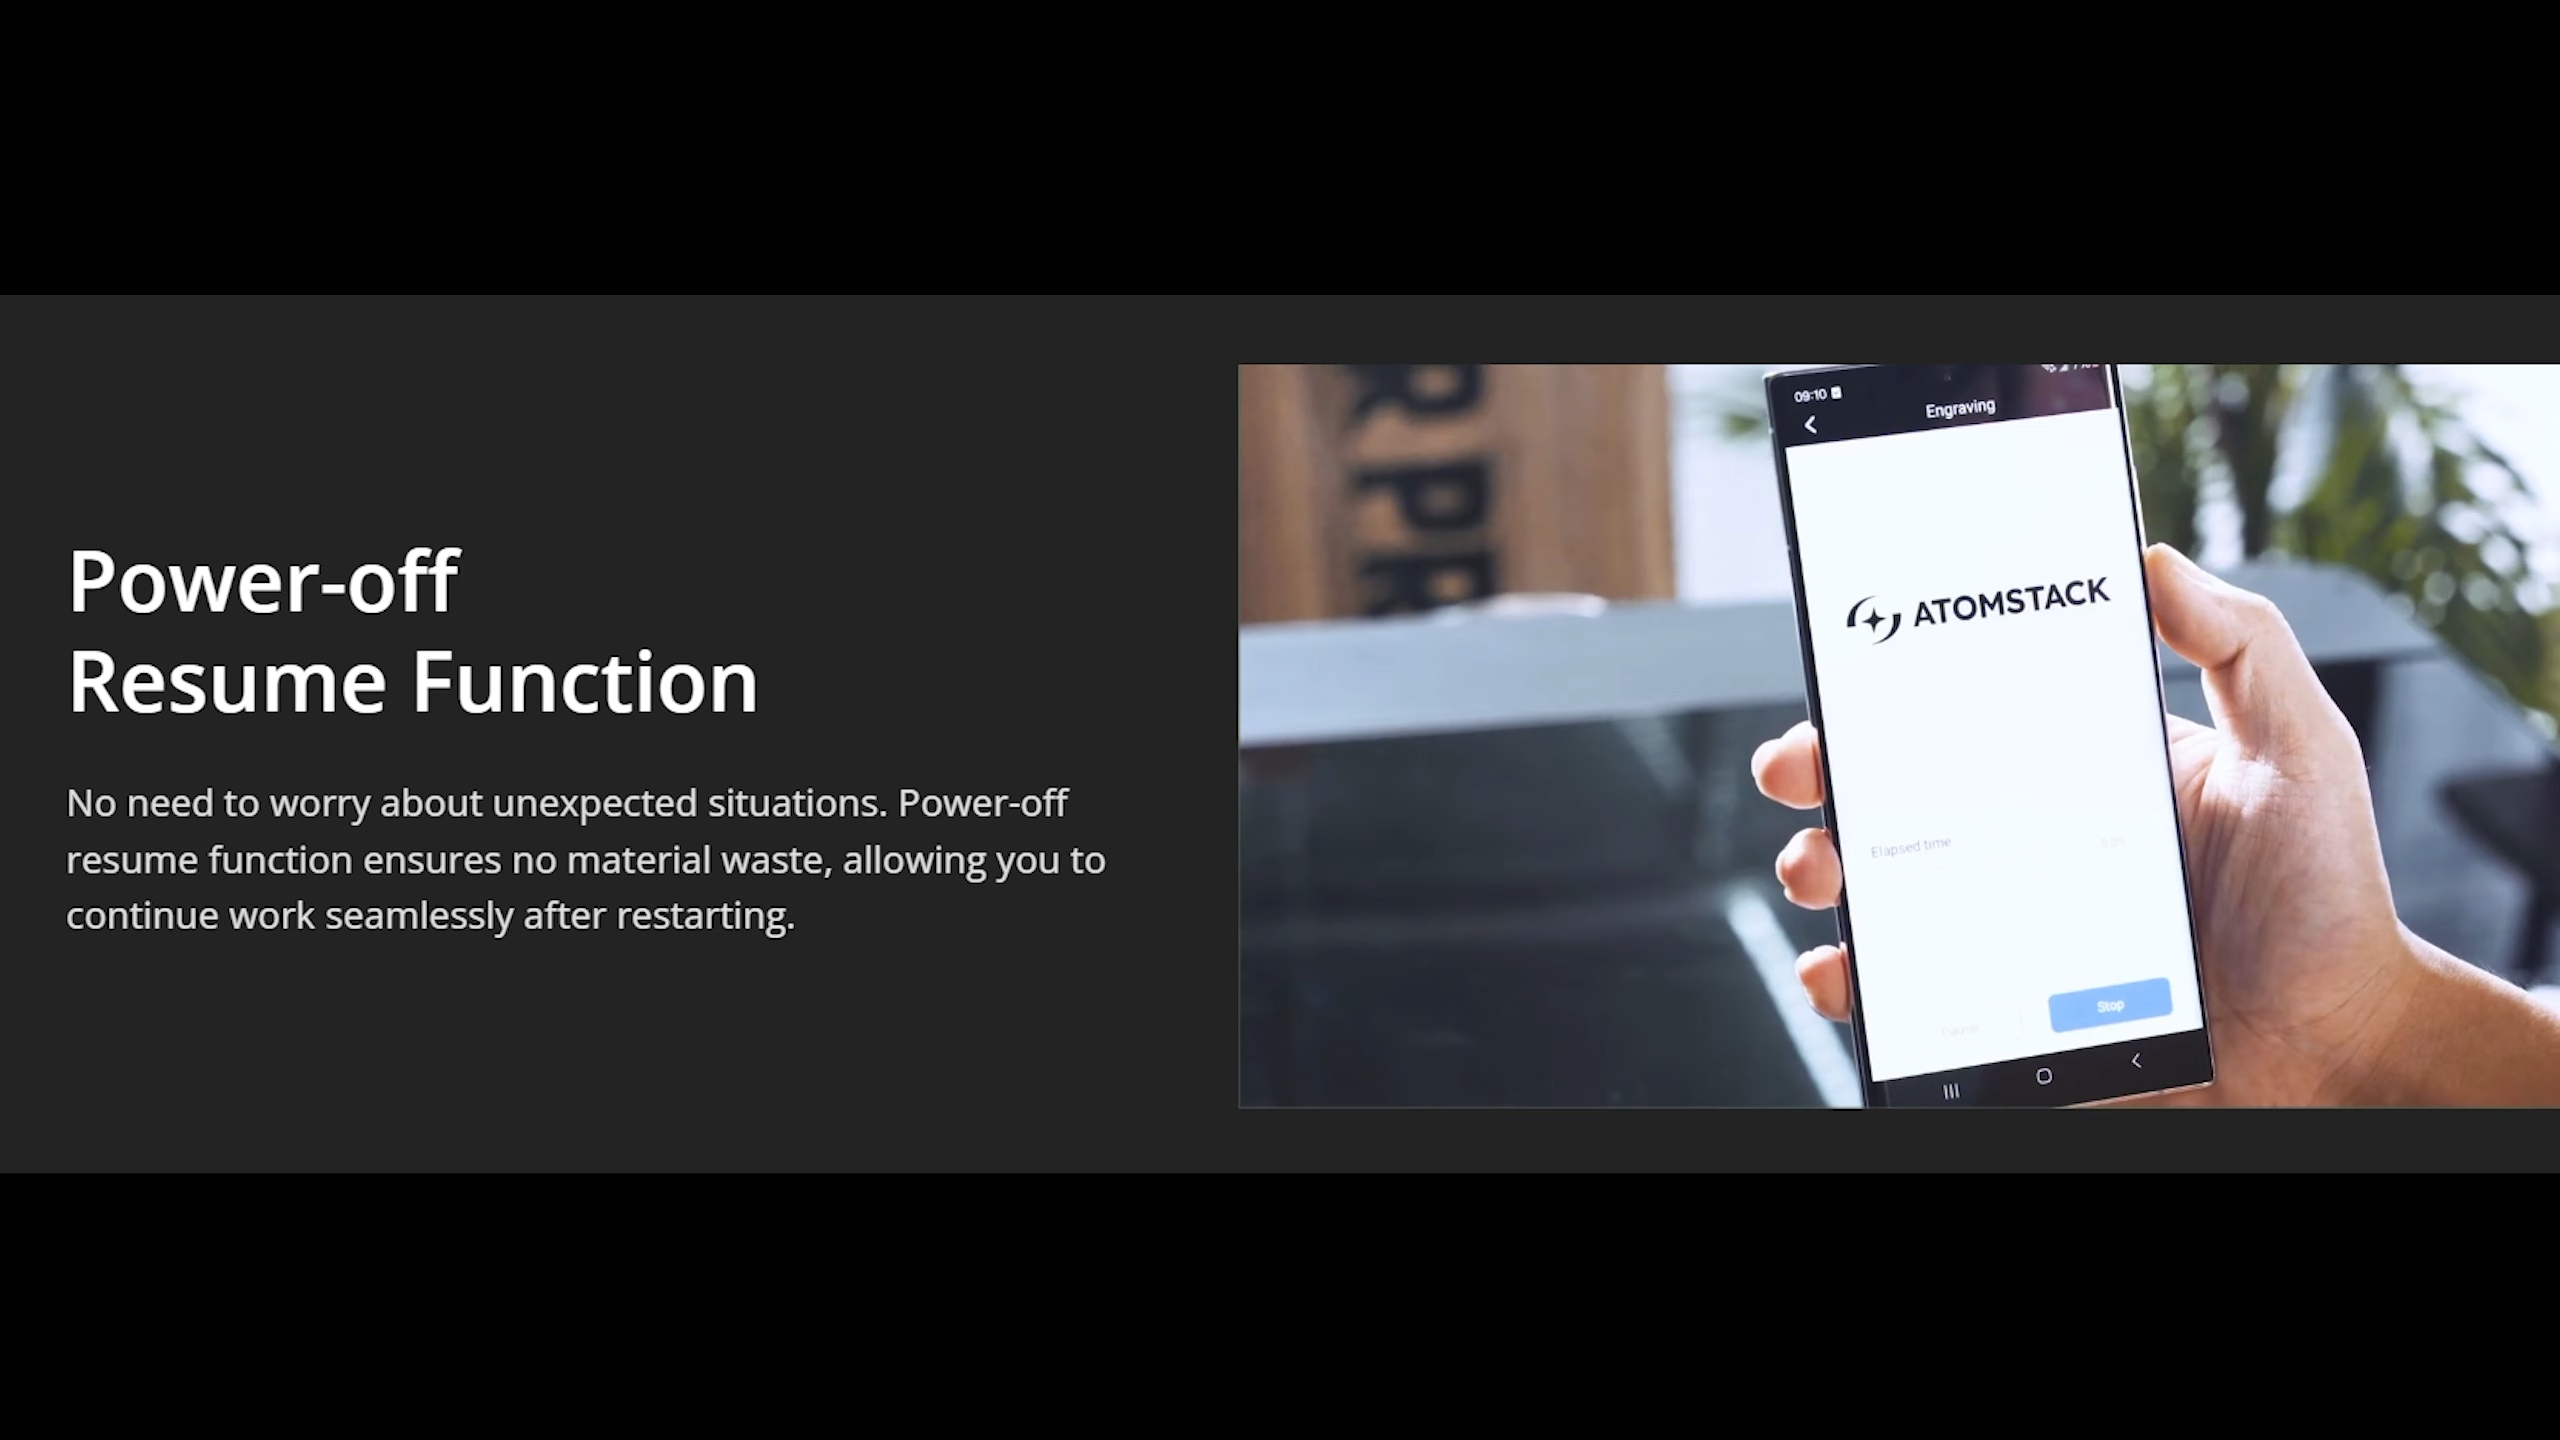 Power-off
Resume Function
No need to worry about unexpected situations. Power-off
resume function ensures no material waste, allowing you to
continue work seamlessly after restarting.
09:10
Engraving
ATOMSTACK
Elapsed time
Pause
Stop